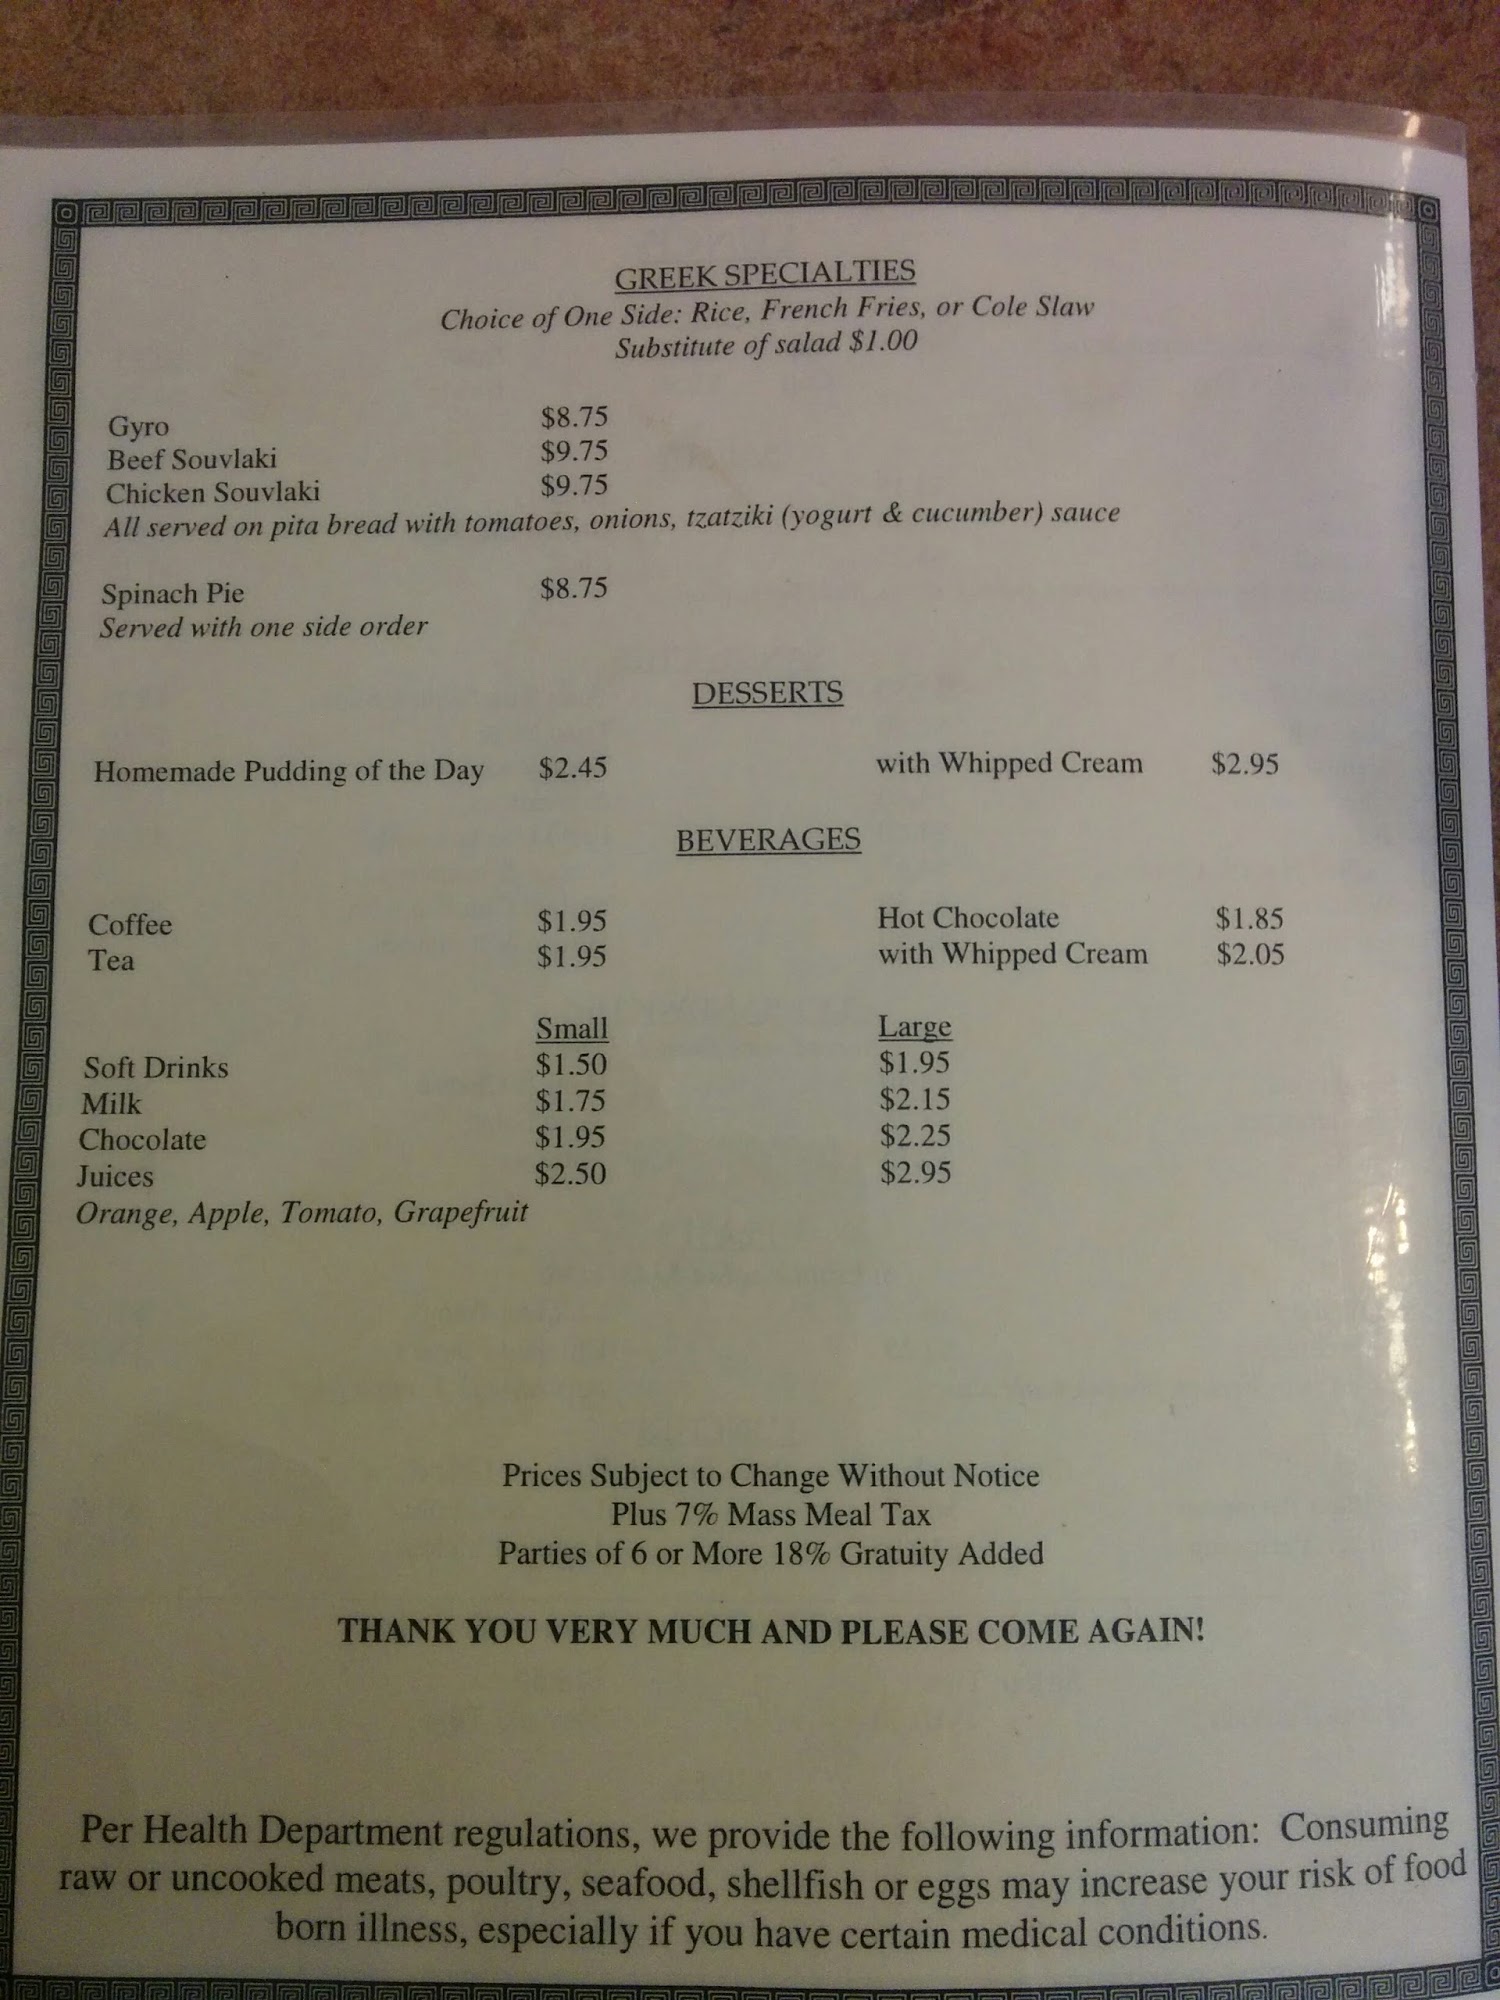 GREEK SPECIALTIES
Choice of One Side: Rice, French Fries, or Cole Slaw
Substitute of salad $1.00
Gyro $8.75
Beef Souvlaki $9.75
Chicken Souvlaki $9.75
All served on pita bread with tomatoes, onions, tzatziki (yogurt & cucumber) sauce
Spinach Pie $8.75
Served with one side order
DESSERTS
Homemade Pudding of the Day $2.45 with Whipped Cream $2.95
BEVERAGES
Coffee $1.95 Hot Chocolate $1.85
Tea $1.95 with Whipped Cream $2.05
Small Large
Soft Drinks $1.50 $1.95
Milk $1.75 $2.15
Chocolate $1.95 $2.25
Juices $2.50 $2.95
Orange, Apple, Tomato, Grapefruit
Prices Subject to Change Without Notice
Plus 7% Mass Meal Tax
Parties of 6 or More 18% Gratuity Added
THANK YOU VERY MUCH AND PLEASE COME AGAIN!
Per Health Department regulations, we provide the following information: Consuming
raw or uncooked meats, poultry, seafood, shellfish or eggs may increase your risk of food
born illness, especially if you have certain medical conditions.